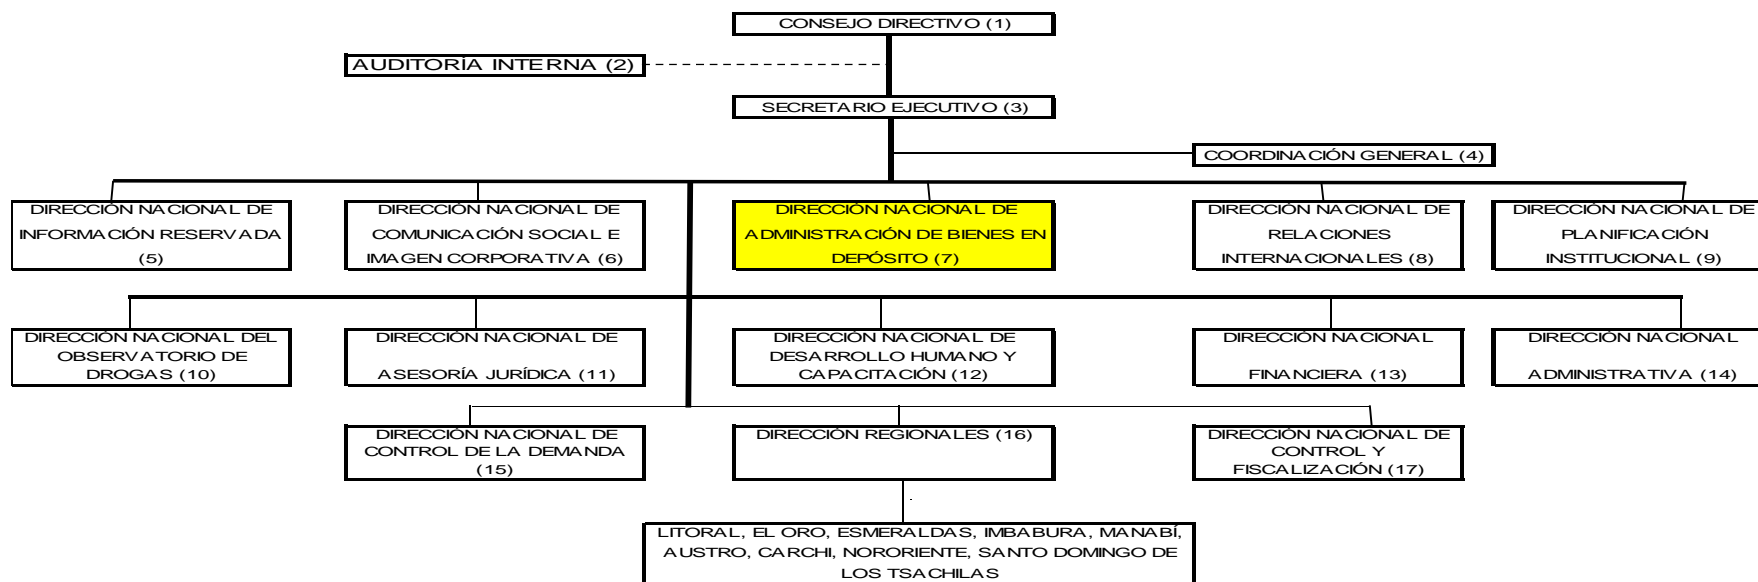 CONSEJO DIRECTIVO (1)
AUDITORÍA INTERNA (2)
SECRETARIO EJECUTIVO (3)
COORDINACIÓN GENERAL (4)
DIRECCIÓN NACIONAL DE
INFORMACIÓN RESERVADA
(5)
DIRECCIÓN NACIONAL DE
COMUNICACIÓN SOCIAL E
IMAGEN CORPORATIVA (6)
DIRECCIÓN NACIONAL DE
ADMINISTRACIÓN DE BIENES EN
DEPÓSITO (7)
DIRECCIÓN NACIONAL DE
RELACIONES
INTERNACIONALES (8)
DIRECCIÓN NACIONAL DE
PLANIFICACIÓN
INSTITUCIONAL (9)
DIRECCIÓN NACIONAL DEL
OBSERVATORIO DE
DROGAS (10)
DIRECCIÓN NACIONAL DE
ASESORÍA JURÍDICA (11)
DIRECCIÓN NACIONAL DE
DESARROLLO HUMANO Y
CAPACITACIÓN (12)
DIRECCIÓN NACIONAL
FINANCIERA (13)
DIRECCIÓN NACIONAL
ADMINISTRATIVA (14)
DIRECCIÓN NACIONAL DE
CONTROL DE LA DEMANDA
(15)
DIRECCIÓN REGIONALES (16)
DIRECCIÓN NACIONAL DE
CONTROL Y
FISCALIZACIÓN (17)
LITORAL, EL ORO, ESMERALDAS, IMBABURA, MANABÍ,
AUSTRO, CARCHI, NORORIENTE, SANTO DOMINGO DE
LOS TSACHILAS